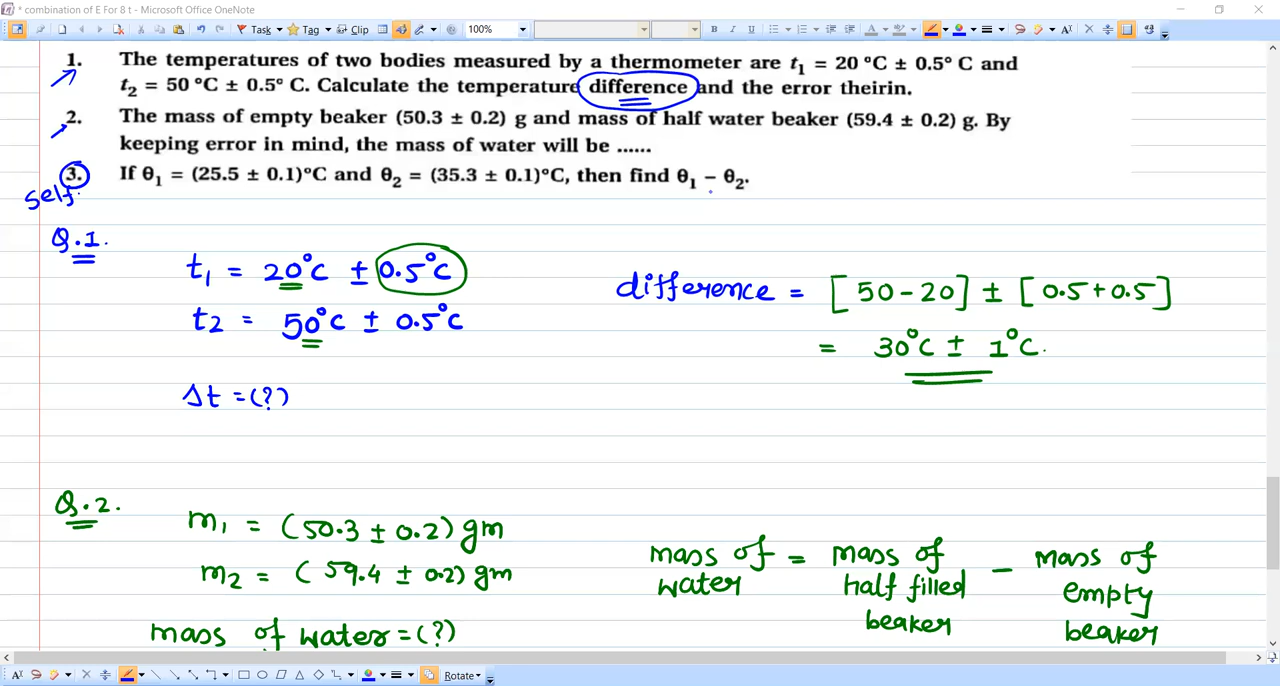 * combination of E For 8 t - Microsoft Office OneNote
Task Tag Clip 100% B I U
1. The temperatures of two bodies measured by a thermometer are t₁ = 20 °C ± 0.5° C and
t₂ = 50 °C ± 0.5° C. Calculate the temperature difference and the error theirin.
2. The mass of empty beaker (50.3 ± 0.2) g and mass of half water beaker (59.4 ± 0.2) g. By
keeping error in mind, the mass of water will be ......
3. If θ₁ = (25.5 ± 0.1)°C and θ₂ = (35.3 ± 0.1)°C, then find θ₁ − θ₂.
self.
Q.1.
t₁ = 20°C ± 0.5°C
t2 = 50°C ± 0.5°C
Δt =(?)
difference = [50-20] ± [0.5+0.5]
= 30°C ± 1°C.
Q.2.
m₁ = (50.3 ± 0.2) gm
m₂ = (59.4 ± 0.2) gm
mass of water =(?)
mass of water = mass of half filled beaker − mass of empty beaker
Rotate